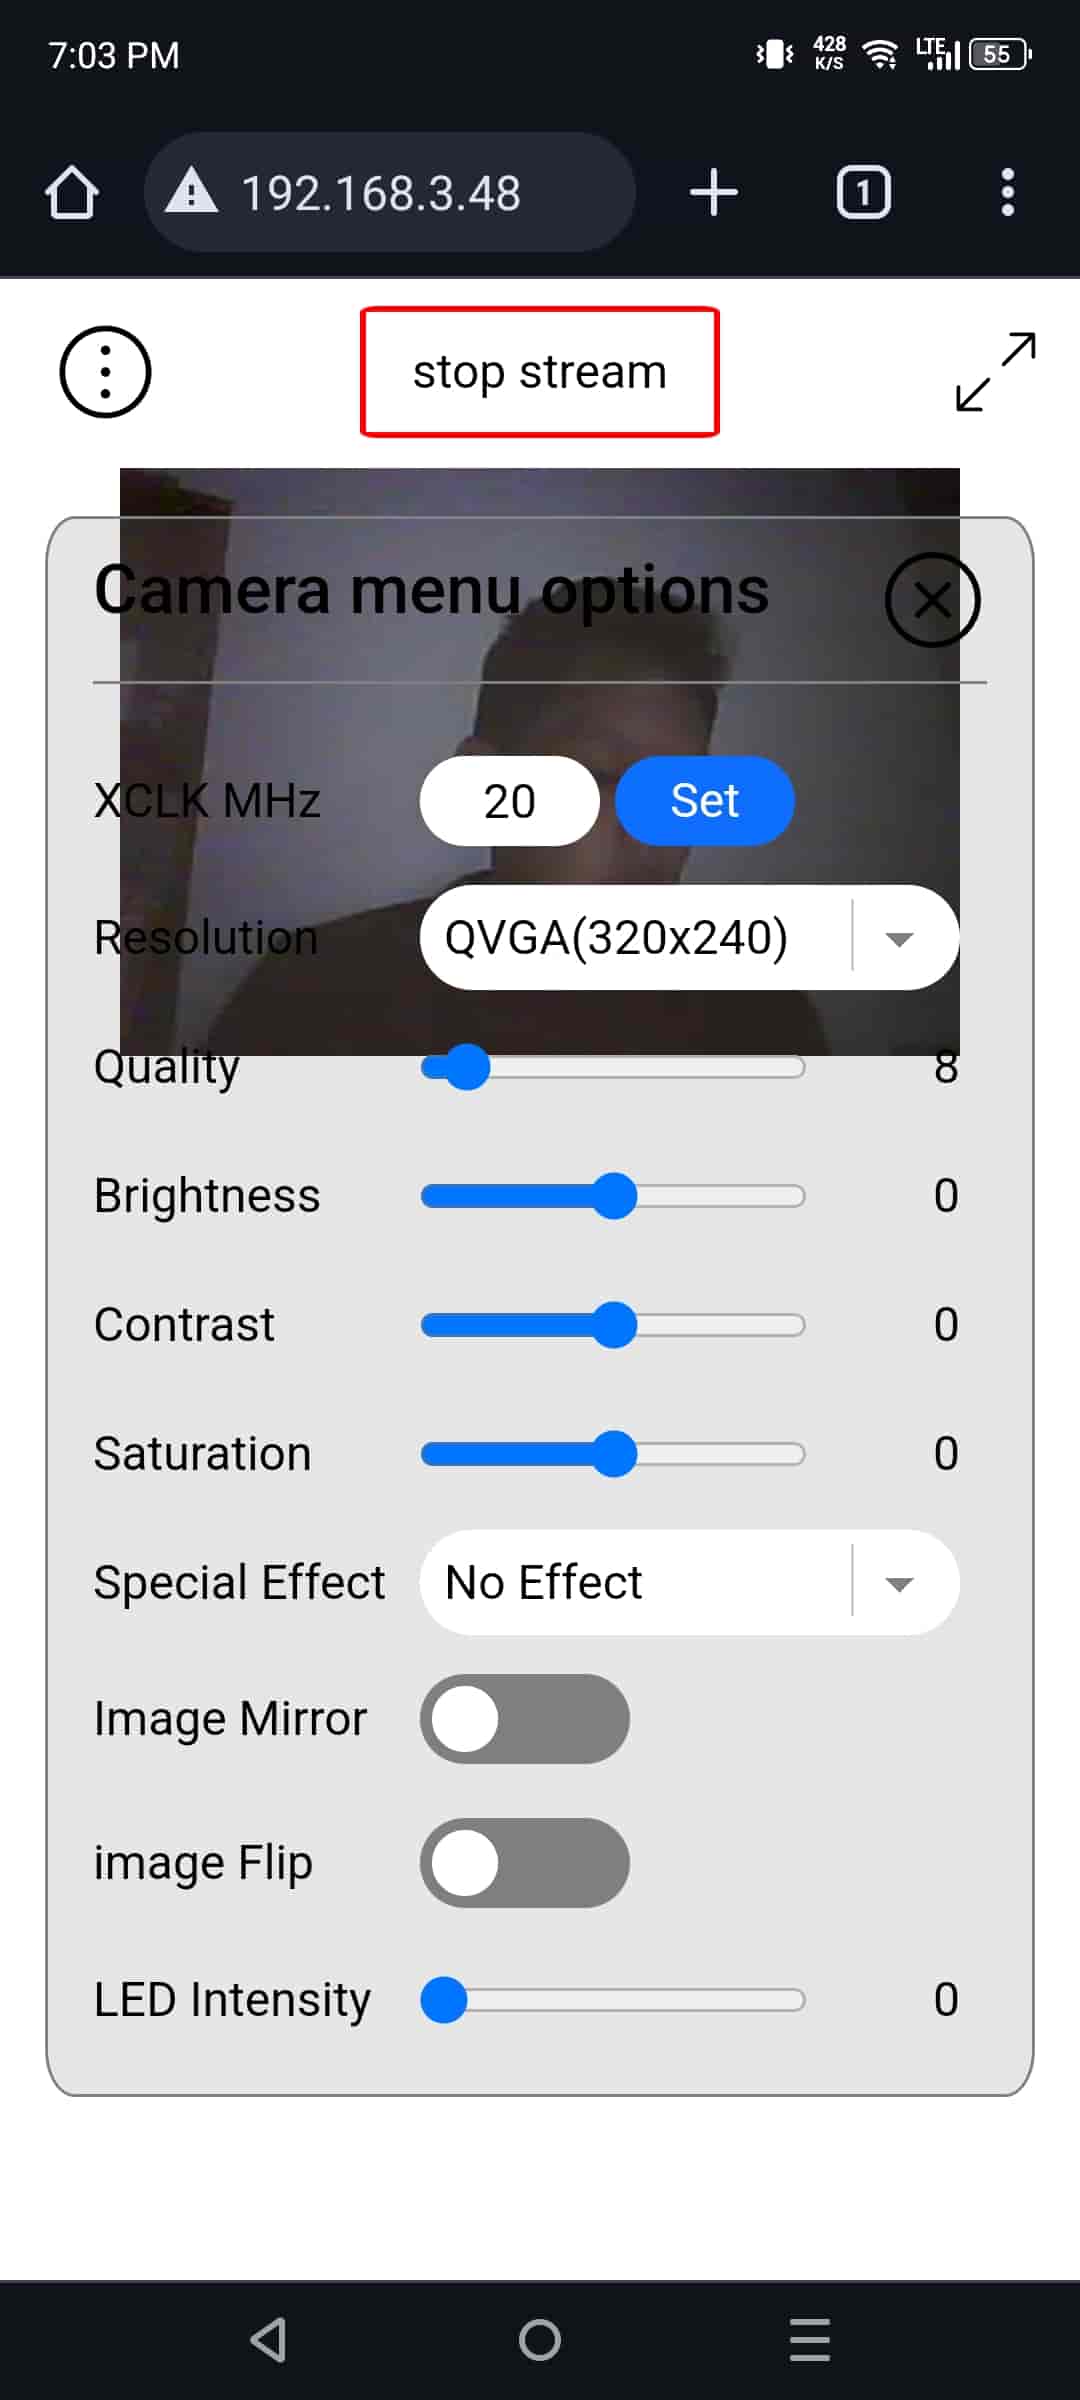 7:03 PM 428 K/S LTE 55
192.168.3.48 1
stop stream
Camera menu options
XCLK MHz 20 Set
Resolution QVGA(320x240)
Quality 8
Brightness 0
Contrast 0
Saturation 0
Special Effect No Effect
Image Mirror
image Flip
LED Intensity 0